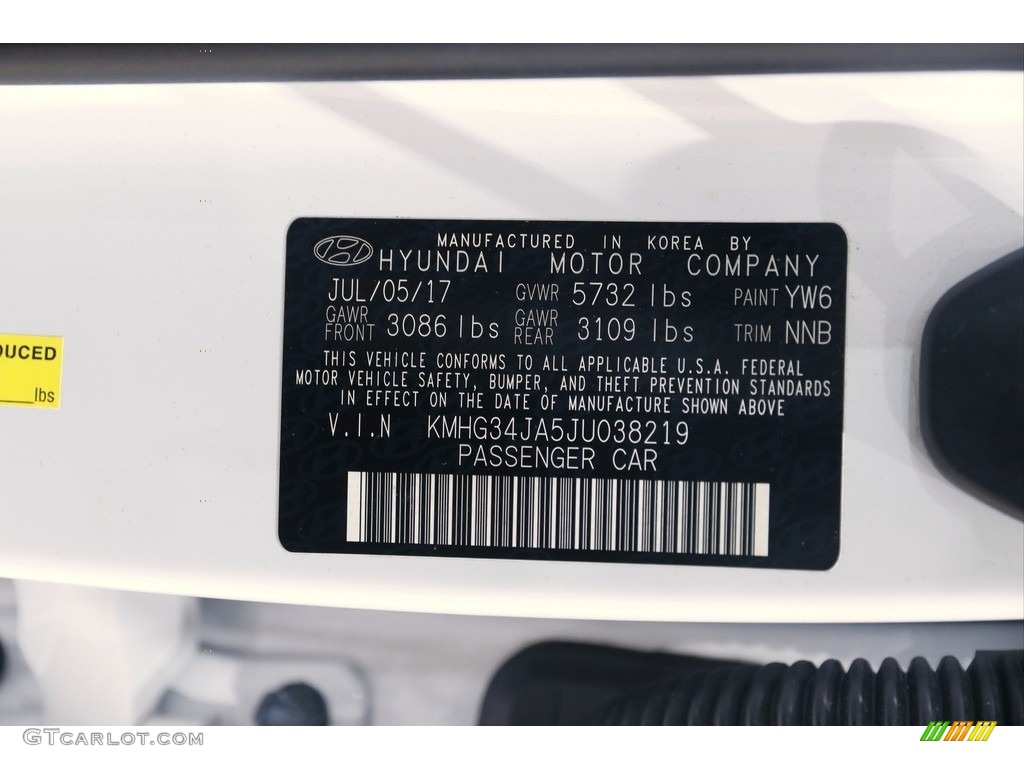 MANUFACTURED IN KOREA BY
HYUNDAI MOTOR COMPANY
JUL/05/17 GVWR 5732 lbs PAINT YW6
GAWR FRONT 3086 lbs GAWR REAR 3109 lbs TRIM NNB
THIS VEHICLE CONFORMS TO ALL APPLICABLE U.S.A. FEDERAL
MOTOR VEHICLE SAFETY, BUMPER, AND THEFT PREVENTION STANDARDS
IN EFFECT ON THE DATE OF MANUFACTURE SHOWN ABOVE
V.I.N KMHG34JA5JU038219
PASSENGER CAR
lbs
GTcarlot.com